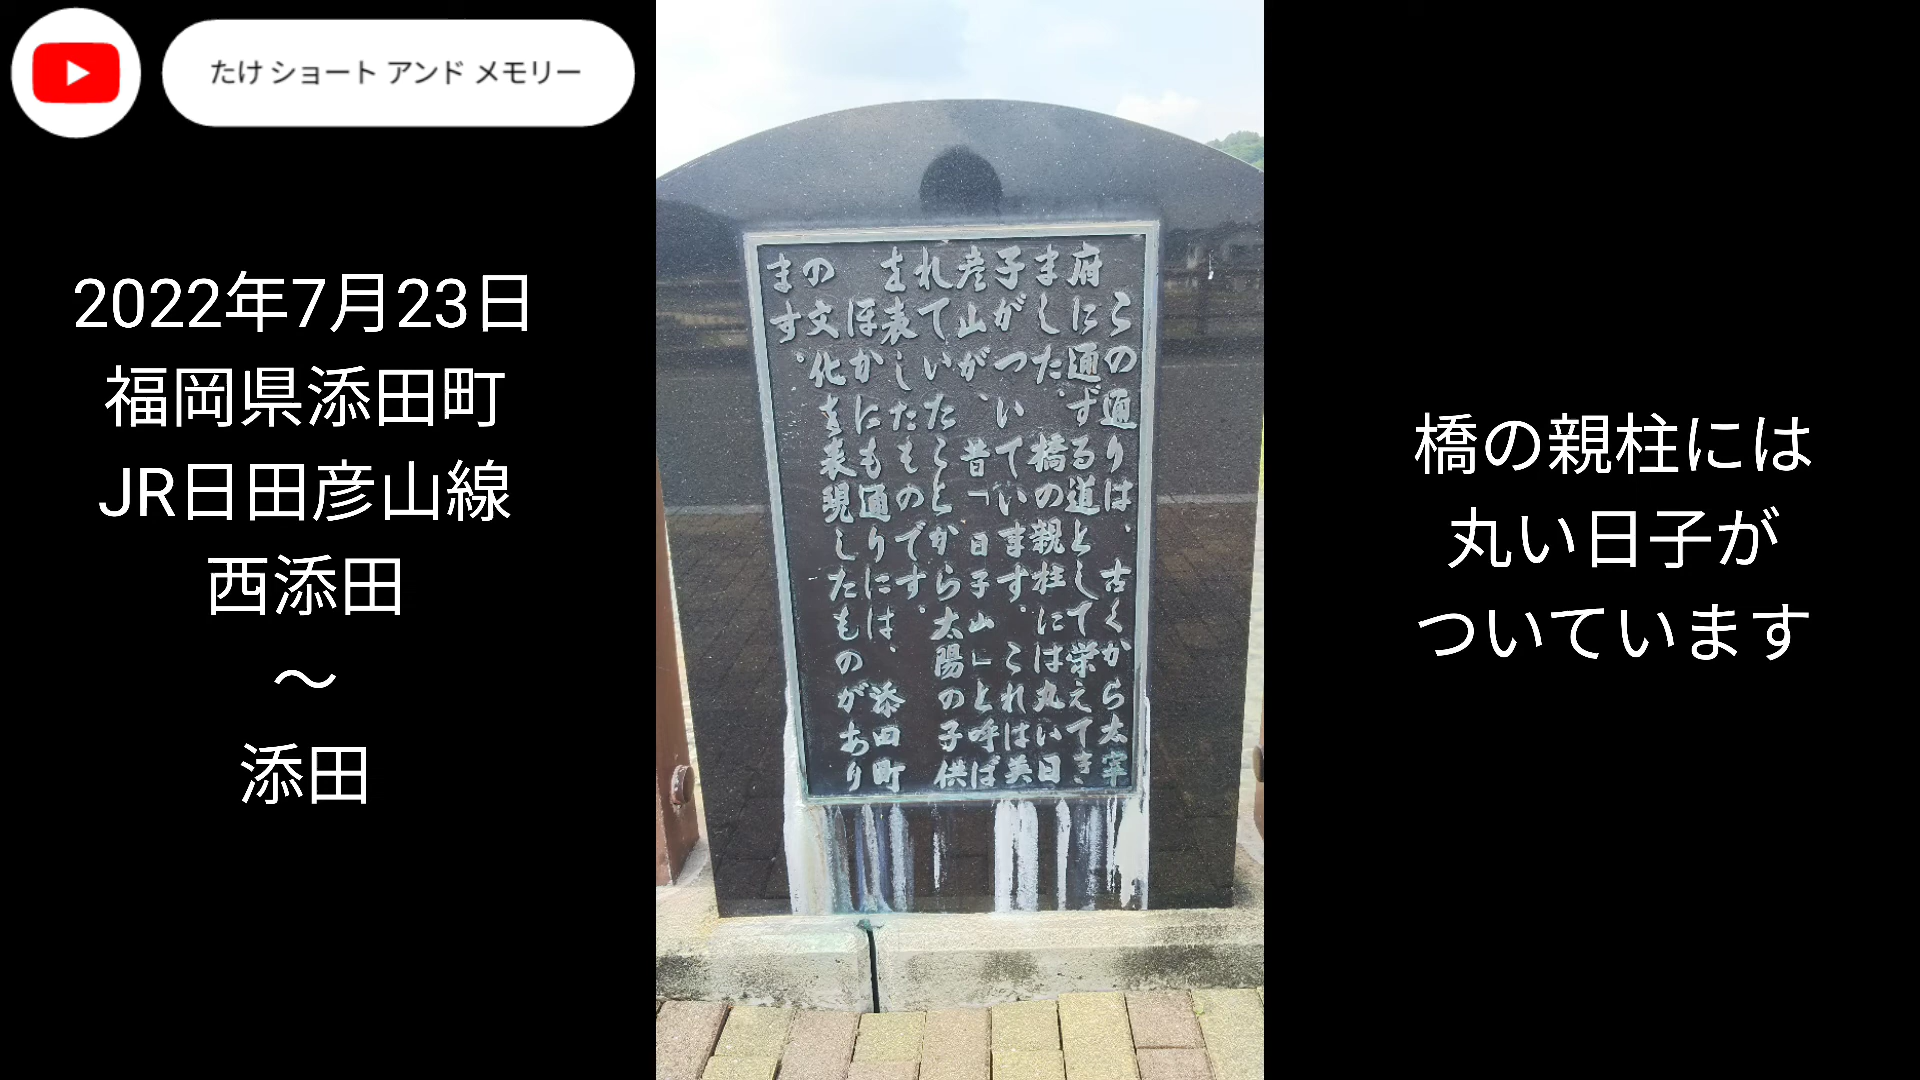 たけ ショート アンド メモリー
2022年7月23日
福岡県添田町
JR日田彦山線
西添田
～
添田
この通りは、古くから太宰
府に通ずる道として栄えてき
ました。橋の親柱には丸い日
子がついています。これは英
彦山が、昔「日子山」と呼ば
れていたことから太陽の子供
を表したものです。
ほかにも通りには、添田町
の文化を表現したものがあり
ます。
橋の親柱には
丸い日子が
ついています